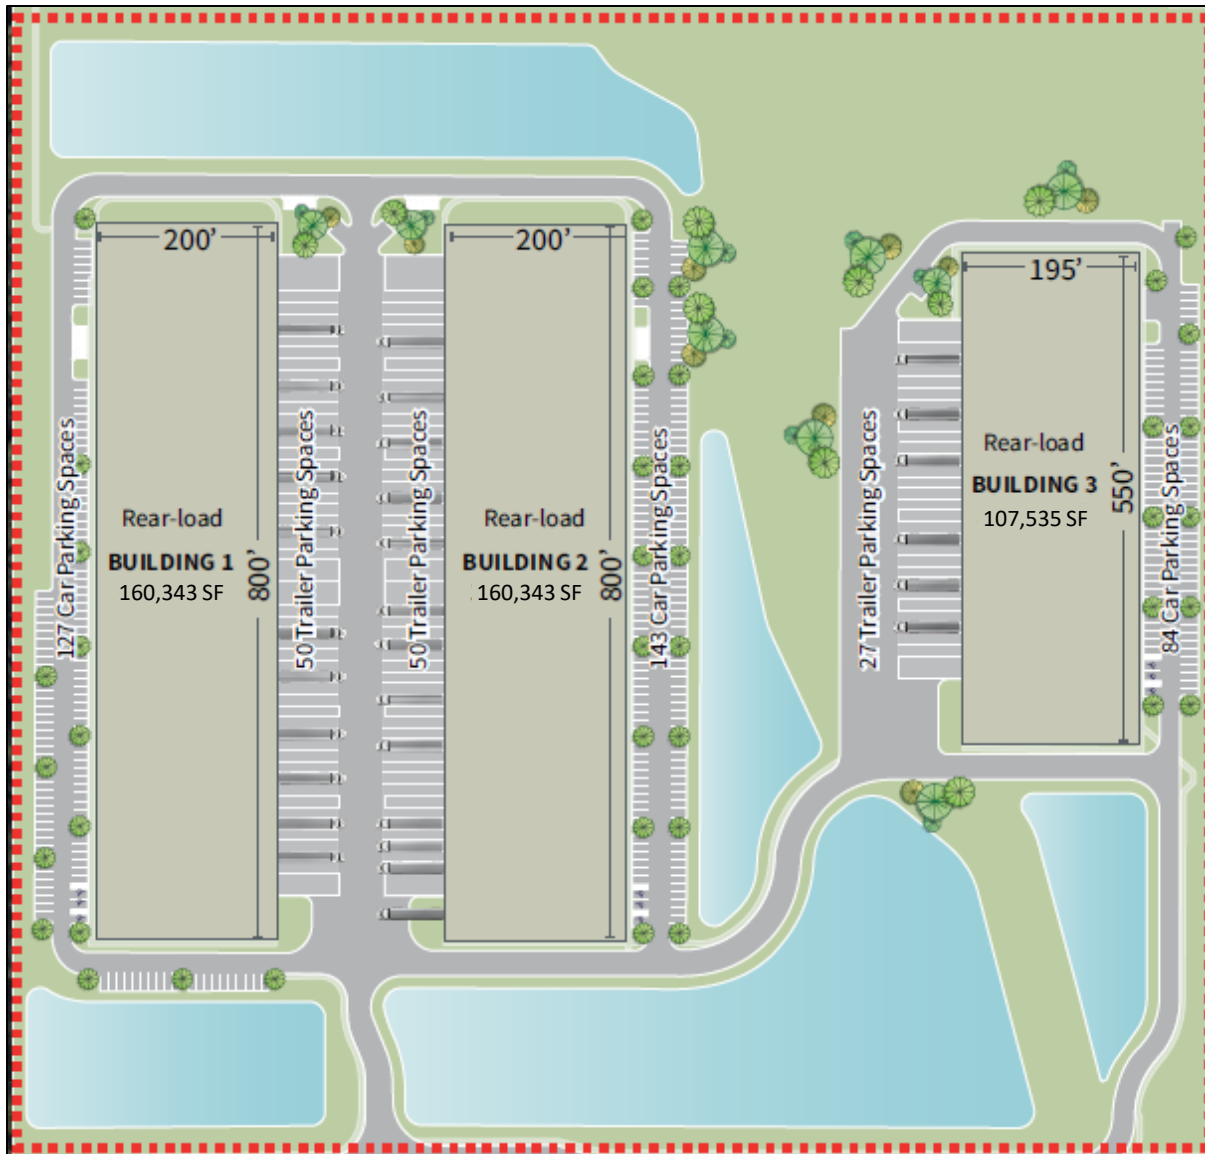 200’
200’
195’
Rear-load
BUILDING 1
160,343 SF
800’
127 Car Parking Spaces
50 Trailer Parking Spaces
50 Trailer Parking Spaces
Rear-load
BUILDING 2
160,343 SF
800’
143 Car Parking Spaces
27 Trailer Parking Spaces
Rear-load
BUILDING 3
107,535 SF
550’
84 Car Parking Spaces